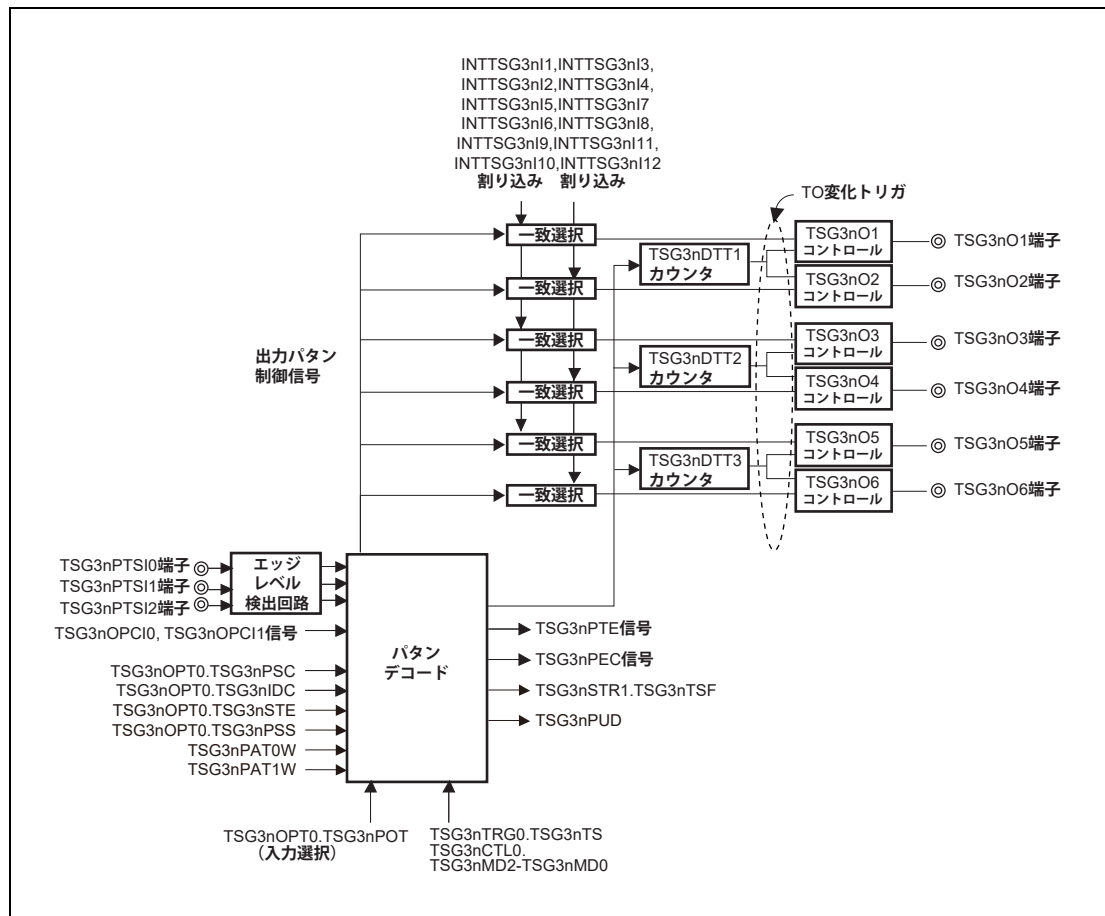 INTTSG3nI1,INTTSG3nI3,
INTTSG3nI2,INTTSG3nI4,
INTTSG3nI5,INTTSG3nI7
INTTSG3nI6,INTTSG3nI8,
INTTSG3nI9,INTTSG3nI11,
INTTSG3nI10,INTTSG3nI12
割り込み 割り込み
TO変化トリガ
一致選択
一致選択
一致選択
一致選択
一致選択
一致選択
TSG3nDTT1
カウンタ
TSG3nDTT2
カウンタ
TSG3nDTT3
カウンタ
TSG3nO1
コントロール
TSG3nO1端子
TSG3nO2
コントロール
TSG3nO2端子
TSG3nO3
コントロール
TSG3nO3端子
TSG3nO4
コントロール
TSG3nO4端子
TSG3nO5
コントロール
TSG3nO5端子
TSG3nO6
コントロール
TSG3nO6端子
出力パタン
制御信号
TSG3nPTSI0端子
TSG3nPTSI1端子
TSG3nPTSI2端子
エッジ
レベル
検出回路
TSG3nOPCI0, TSG3nOPCI1信号
TSG3nOPT0.TSG3nPSC
TSG3nOPT0.TSG3nIDC
TSG3nOPT0.TSG3nSTE
TSG3nOPT0.TSG3nPSS
TSG3nPAT0W
TSG3nPAT1W
パタン
デコード
TSG3nPTE信号
TSG3nPEC信号
TSG3nSTR1.TSG3nTSF
TSG3nPUD
TSG3nOPT0.TSG3nPOT
（入力選択）
TSG3nTRG0.TSG3nTS
TSG3nCTL0.
TSG3nMD2-TSG3nMD0